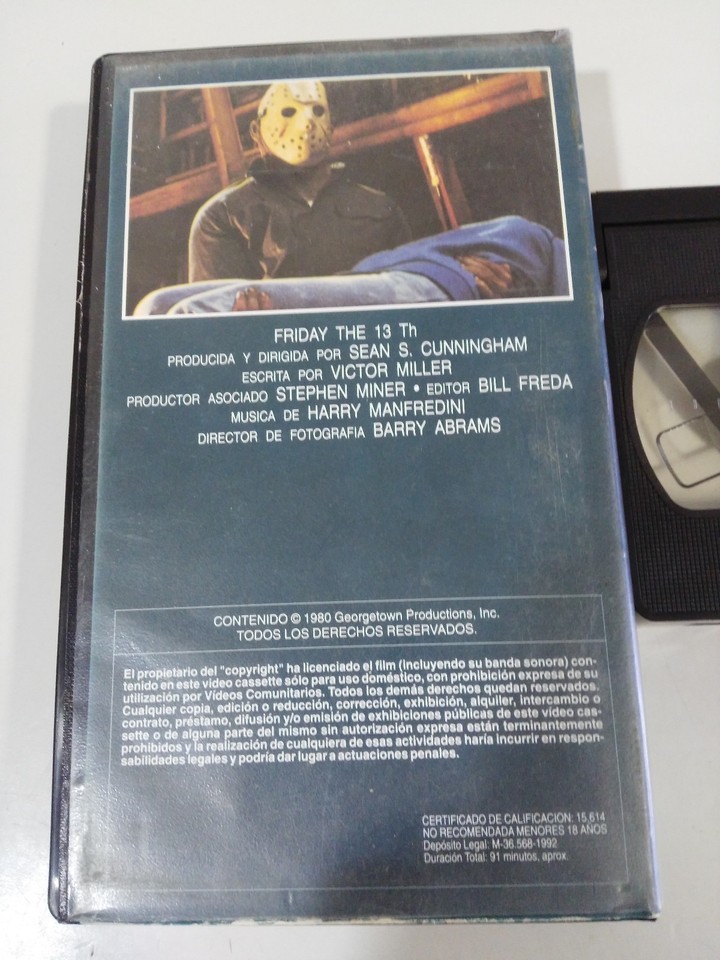 FRIDAY THE 13 Th
PRODUCIDA Y DIRIGIDA POR SEAN S. CUNNINGHAM
ESCRITA POR VICTOR MILLER
PRODUCTOR ASOCIADO STEPHEN MINER • EDITOR BILL FREDA
MUSICA DE HARRY MANFREDINI
DIRECTOR DE FOTOGRAFIA BARRY ABRAMS
CONTENIDO © 1980 Georgetown Productions, Inc.
TODOS LOS DERECHOS RESERVADOS.
El propietario del "copyright" ha licenciado el film (incluyendo su banda sonora) con-
tenido en este video cassette sólo para uso doméstico, con prohibición expresa de su
utilización por Vídeos Comunitarios. Todos los demás derechos quedan reservados.
Cualquier copia, edición o reducción, corrección, exhibición, alquiler, intercambio o
contrato, préstamo, difusión y/o emisión de exhibiciones públicas de este vídeo cas-
sette o de alguna parte del mismo sin autorización expresa están terminantemente
prohibidos y la realización de cualquiera de esas actividades haría incurrir en respon-
sabilidades legales y podría dar lugar a actuaciones penales.
CERTIFICADO DE CALIFICACION: 15.614
NO RECOMENDADA MENORES 18 AÑOS
Depósito Legal: M-36.568-1992
Duración Total: 91 minutos, aprox.